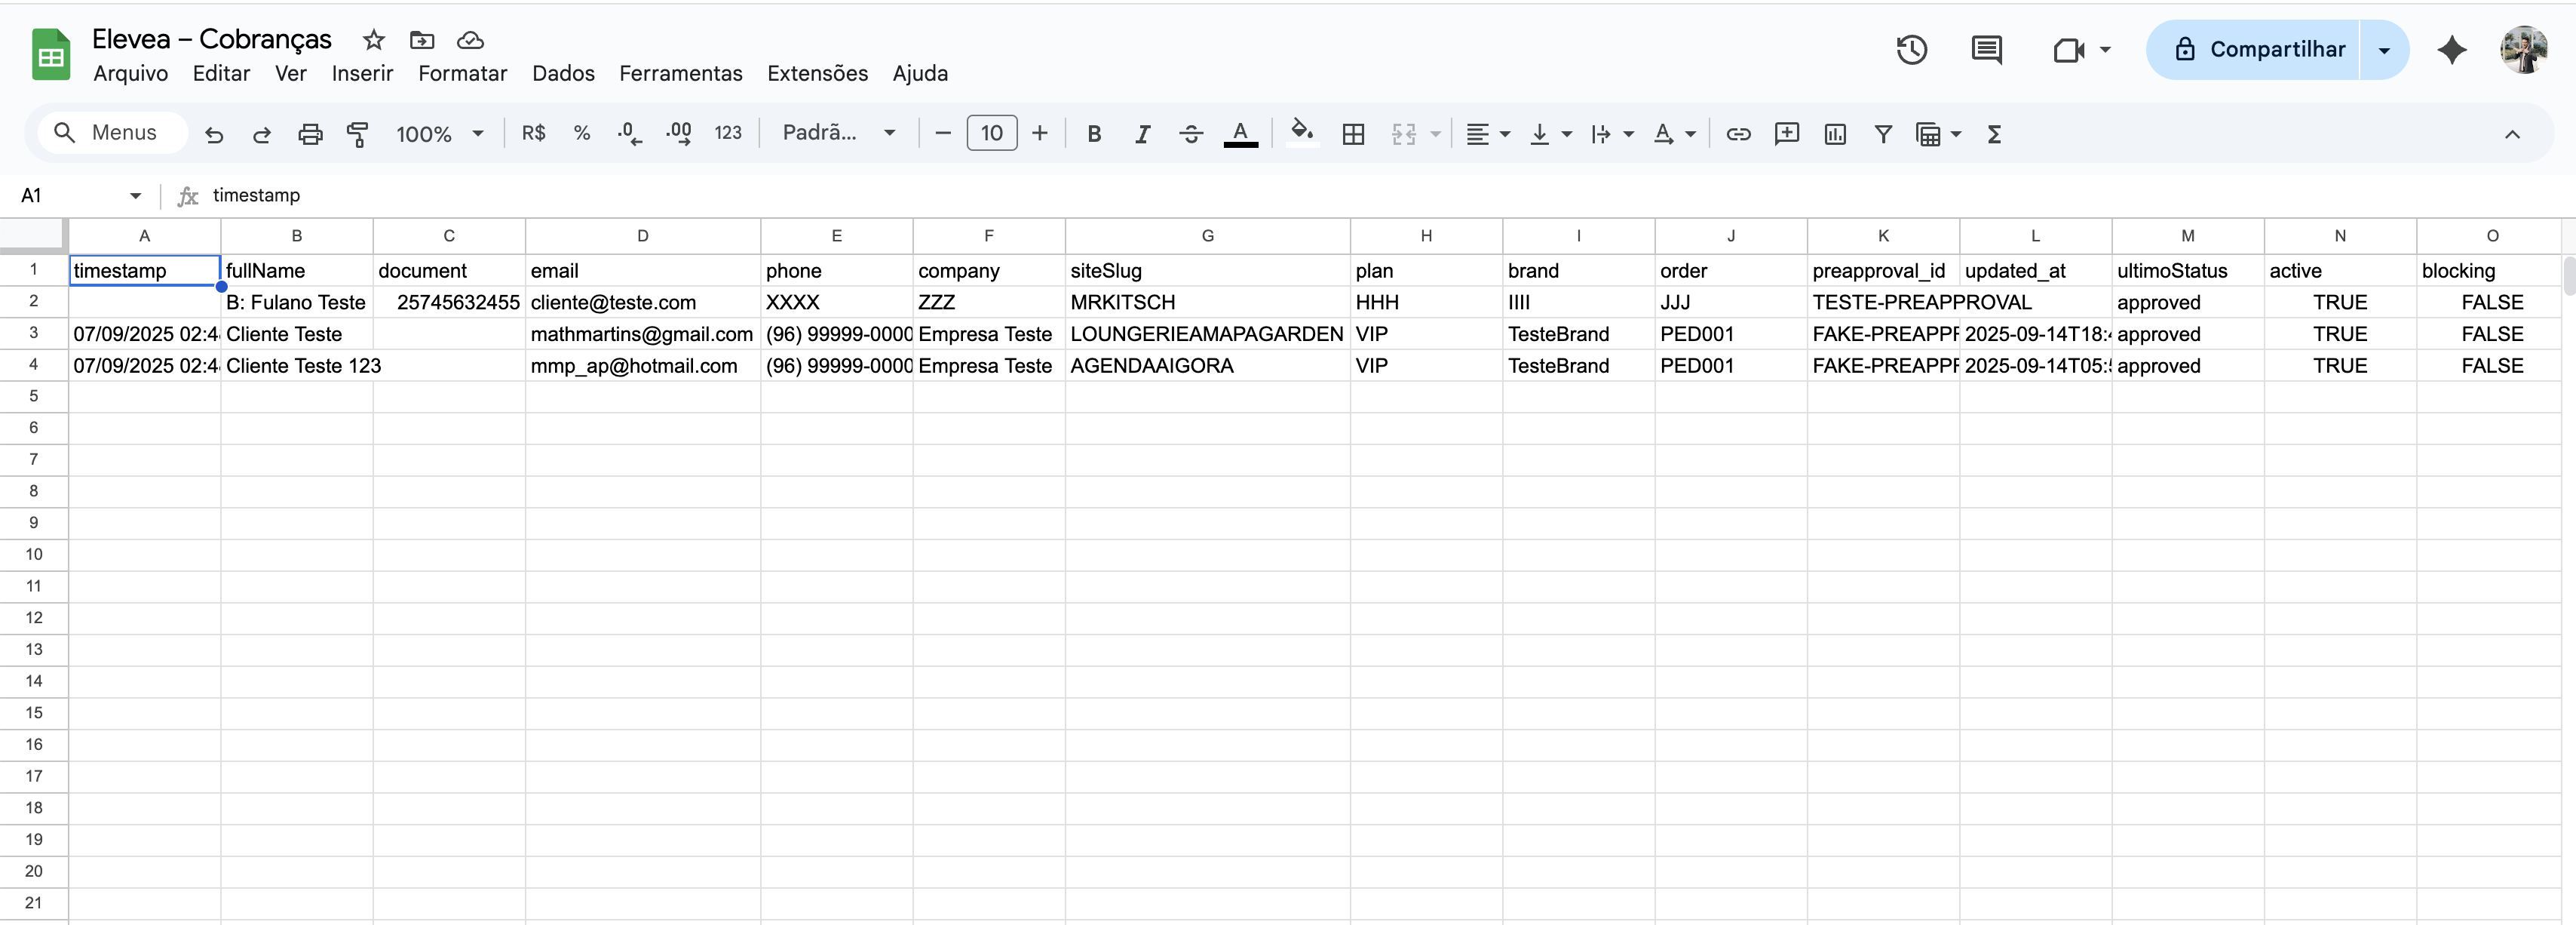 Elevea – Cobranças
Arquivo Editar Ver Inserir Formatar Dados Ferramentas Extensões Ajuda
Compartilhar
Menus 100% R$ % .0 .00 123 Padrã... 10 B I A Σ
A1 fx timestamp
A B C D E F G H I J K L M N O
1 timestamp fullName document email phone company siteSlug plan brand order preapproval_id updated_at ultimoStatus active blocking
2 B: Fulano Teste 25745632455 cliente@teste.com XXXX ZZZ MRKITSCH HHH IIII JJJ TESTE-PREAPPROVAL approved TRUE FALSE
3 07/09/2025 02:4 Cliente Teste mathmartins@gmail.com (96) 99999-0000 Empresa Teste LOUNGERIEAMAPAGARDEN VIP TesteBrand PED001 FAKE-PREAPPR 2025-09-14T18:4 approved TRUE FALSE
4 07/09/2025 02:4 Cliente Teste 123 mmp_ap@hotmail.com (96) 99999-0000 Empresa Teste AGENDAAIGORA VIP TesteBrand PED001 FAKE-PREAPPR 2025-09-14T05: approved TRUE FALSE
5
6
7
8
9
10
11
12
13
14
15
16
17
18
19
20
21